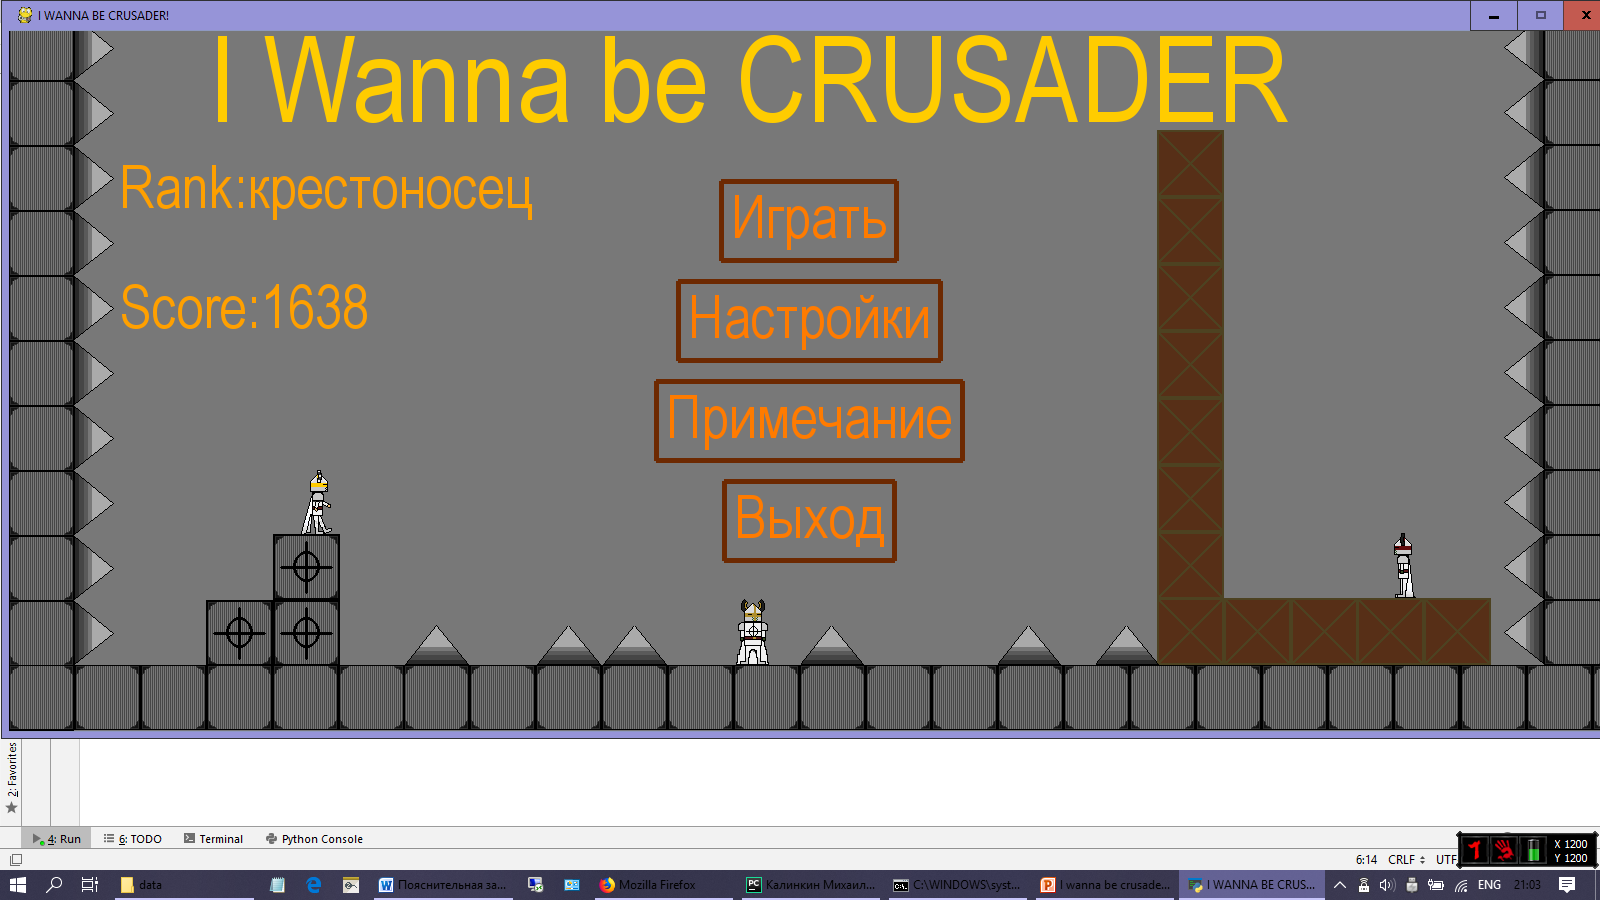 I WANNA BE CRUSADER!
I Wanna be CRUSADER
Rank:крестоносец
Score:1638
Играть
Настройки
Примечание
Выход
2: Favorites
4: Run
6: TODO
Terminal
Python Console
6:14
CRLF
UTF
X 1200
Y 1200
data
Пояснительная за...
Mozilla Firefox
Калинкин Михаил...
C:\WINDOWS\syst...
I wanna be crusade...
I WANNA BE CRUS...
ENG
21:03